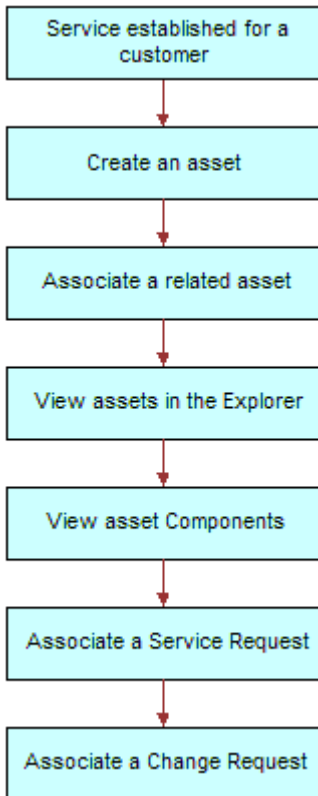 Service established for a
customer
Create an asset
Associate a related asset
View assets in the Explorer
View asset Components
Associate a Service Request
Associate a Change Request